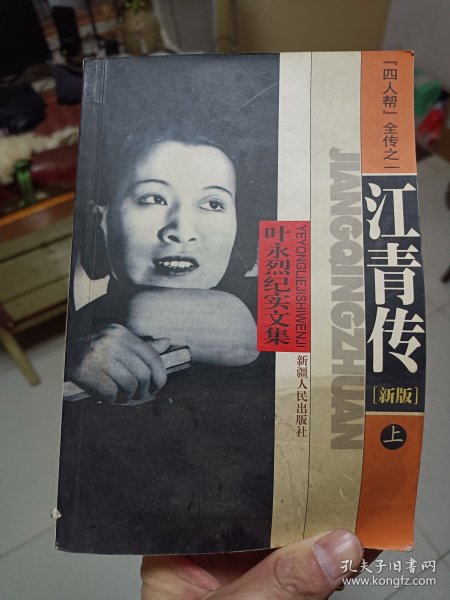 『四人帮』全传之一
江青传
[新版]
上
JIANGQINGZHUAN
YEYONGLIEJISHIWENJI
叶永烈纪实文集
新疆人民出版社
孔夫子旧书网
www.kongfz.com